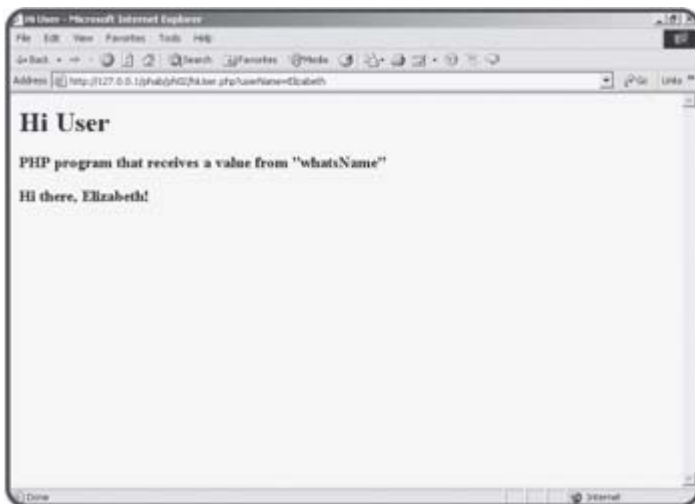 Hi User - Microsoft Internet Explorer
File Edit View Favorites Tools Help
Back Search Favorites Media
Address http://127.0.0.1/phab/ph02/hiUser.php?userName=Elizabeth Go Links »
Hi User
PHP program that receives a value from "whatsName"
Hi there, Elizabeth!
Done Internet